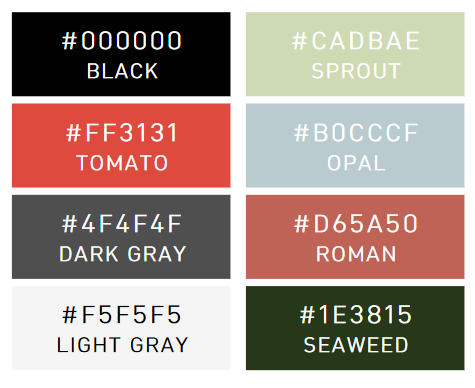 #000000
BLACK
#CADBAE
SPROUT
#FF3131
TOMATO
#B0CCCF
OPAL
#4F4F4F
DARK GRAY
#D65A50
ROMAN
#F5F5F5
LIGHT GRAY
#1E3815
SEAWEED